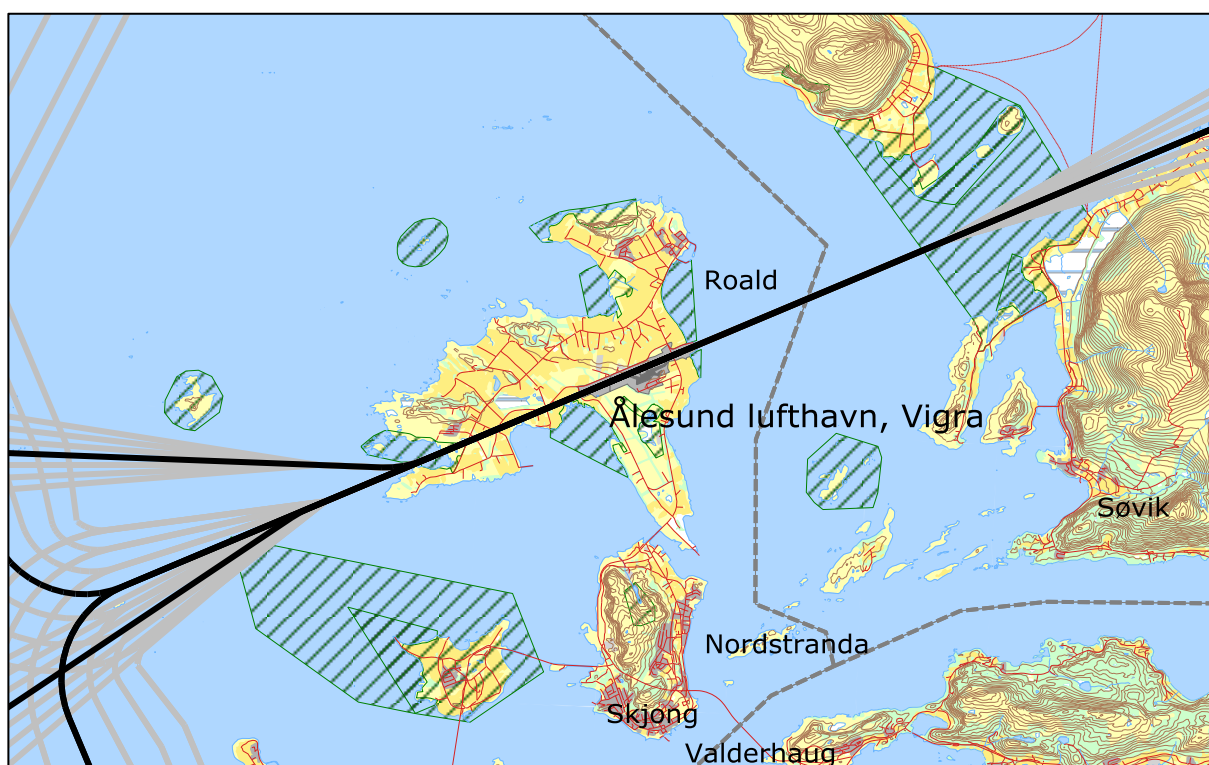 Roald
Ålesund lufthavn, Vigra
Søvik
Nordstranda
Skjong
Valderhaug